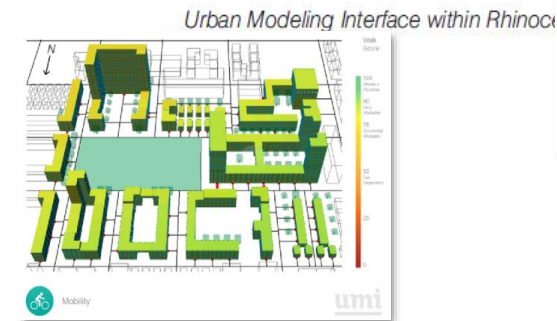 Urban Modeling Interface within Rhinoce
N
Walk
Score
100
90
70
50
25
0
Mobility
umi